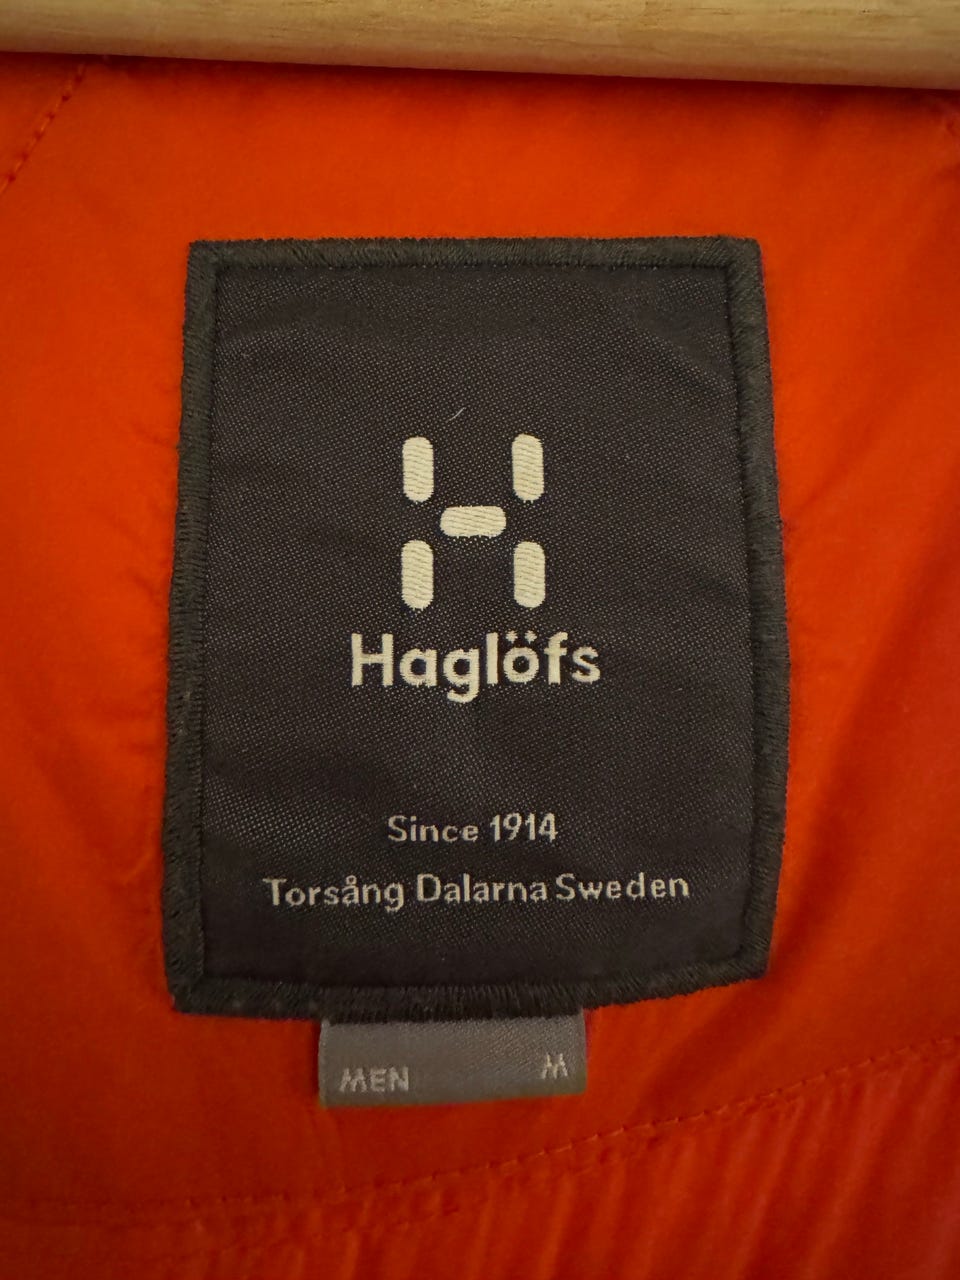 Haglöfs
Since 1914
Torsång Dalarna Sweden
MEN M